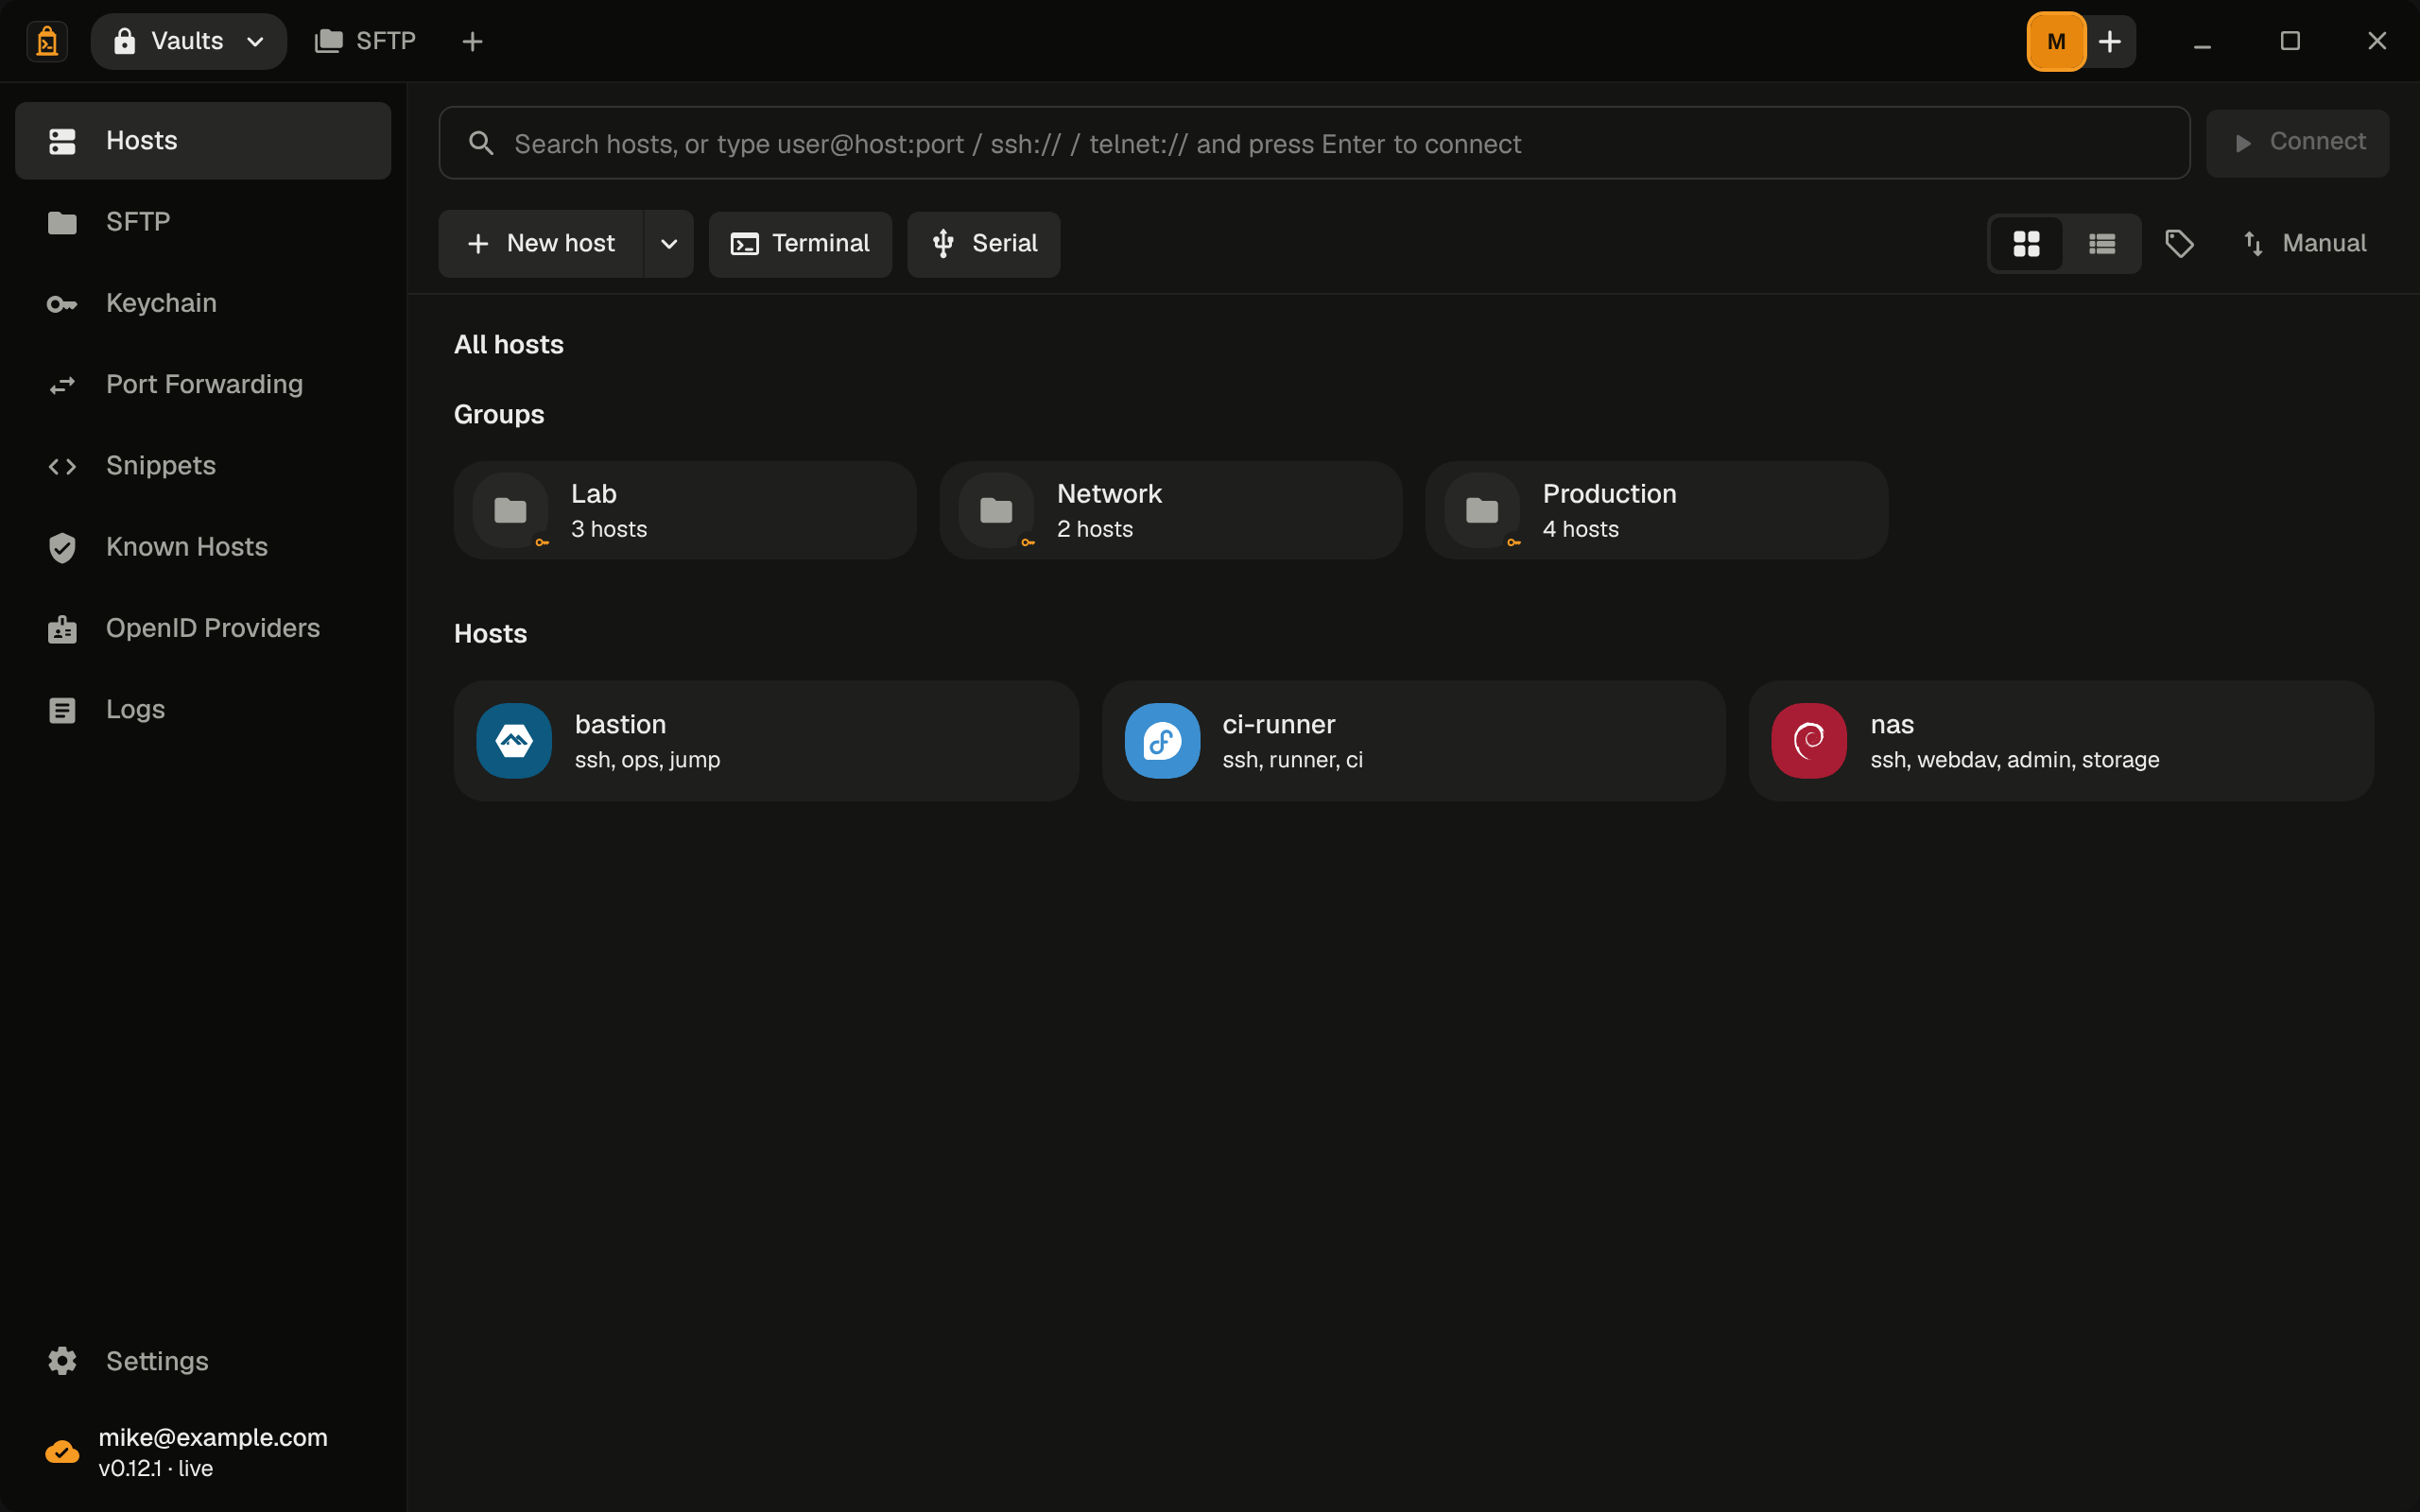 Vaults
SFTP
M
Hosts
SFTP
Keychain
Port Forwarding
Snippets
Known Hosts
OpenID Providers
Logs
Settings
mike@example.com
v0.12.1 · live
Search hosts, or type user@host:port / ssh:// / telnet:// and press Enter to connect
Connect
New host
Terminal
Serial
Manual
All hosts
Groups
Lab
3 hosts
Network
2 hosts
Production
4 hosts
Hosts
bastion
ssh, ops, jump
ci-runner
ssh, runner, ci
nas
ssh, webdav, admin, storage